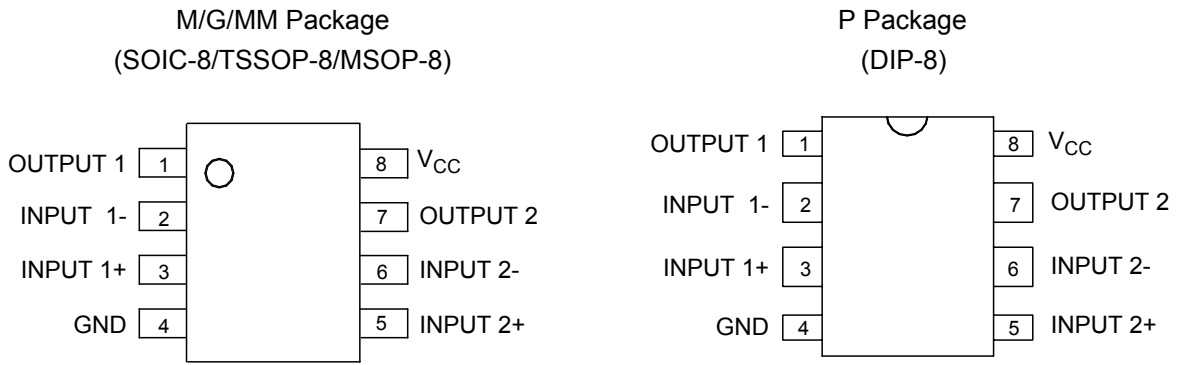 M/G/MM Package
(SOIC-8/TSSOP-8/MSOP-8)
OUTPUT 1 1 8 VCC
INPUT 1- 2 7 OUTPUT 2
INPUT 1+ 3 6 INPUT 2-
GND 4 5 INPUT 2+
P Package
(DIP-8)
OUTPUT 1 1 8 VCC
INPUT 1- 2 7 OUTPUT 2
INPUT 1+ 3 6 INPUT 2-
GND 4 5 INPUT 2+